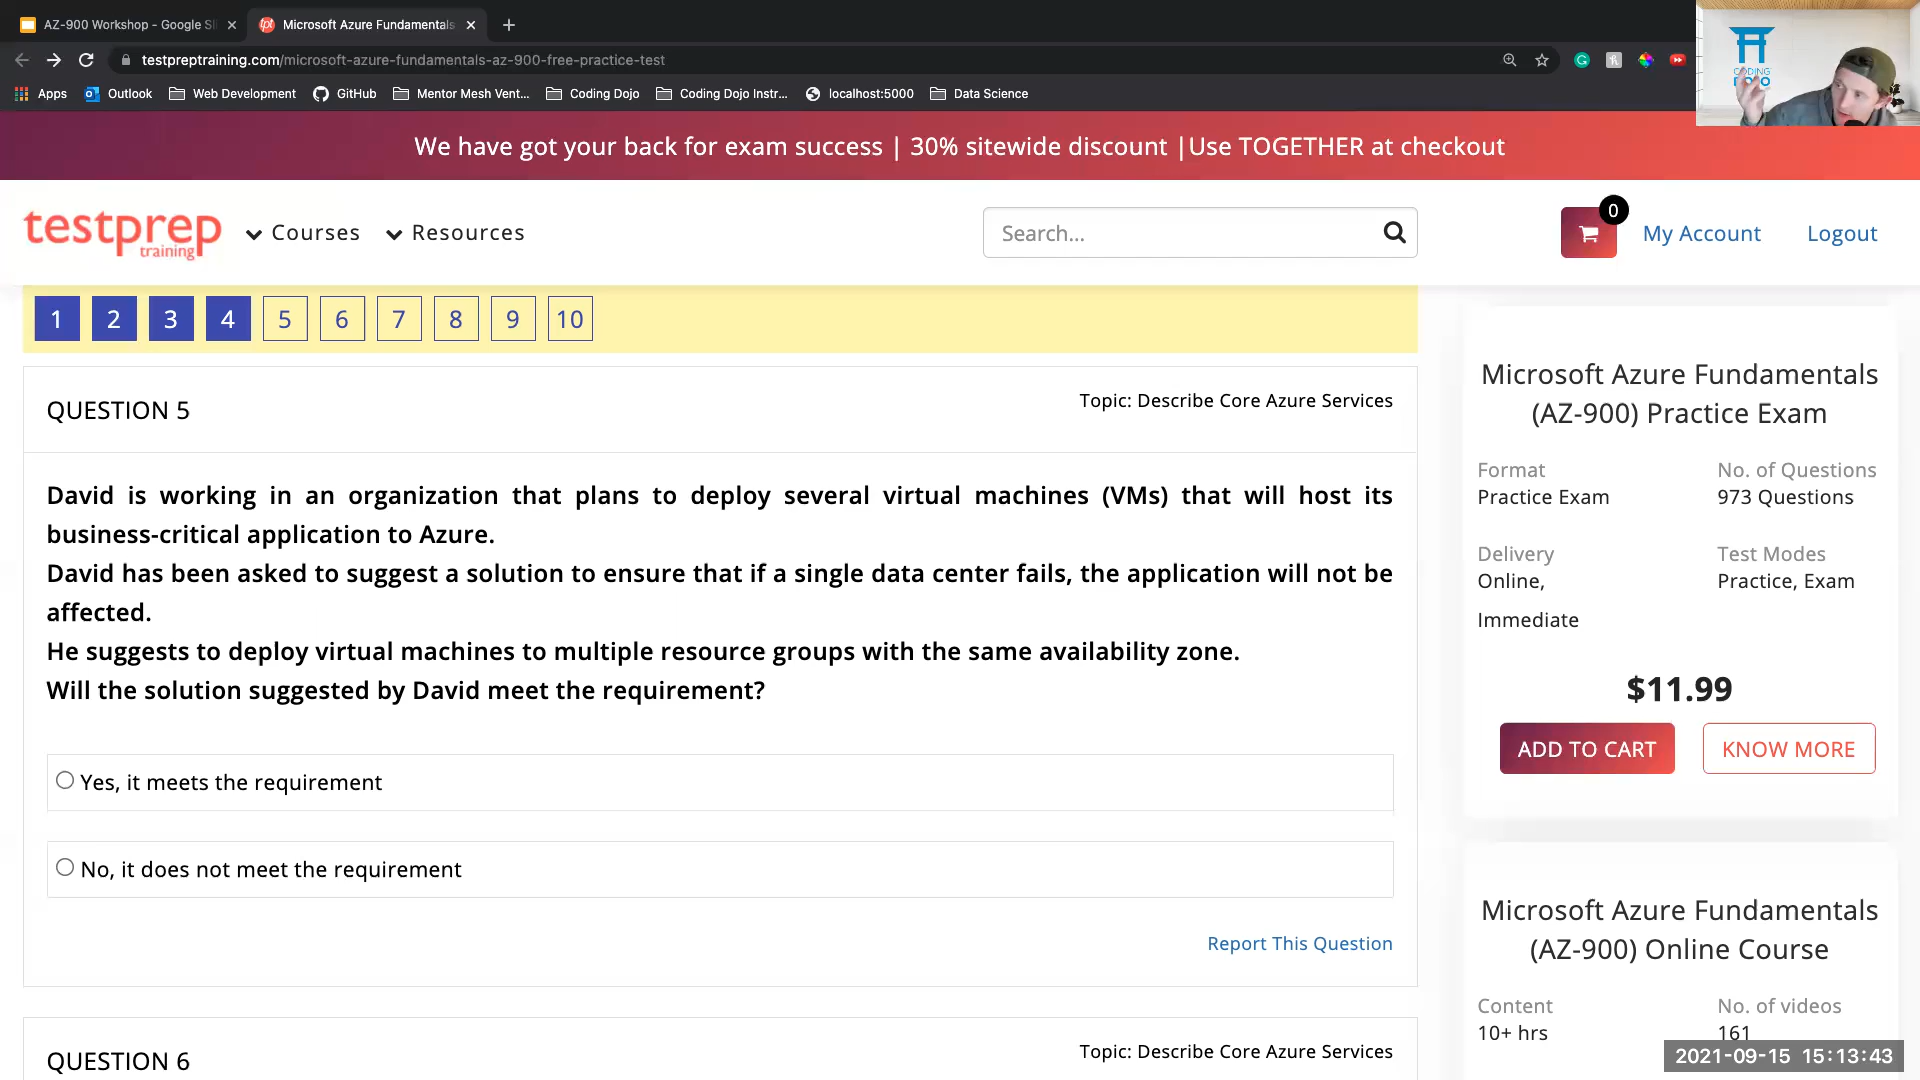 AZ-900 Workshop - Google Sli
Microsoft Azure Fundamentals
testpreptraining.com/microsoft-azure-fundamentals-az-900-free-practice-test
Apps
Outlook
Web Development
GitHub
Mentor Mesh Vent...
Coding Dojo
Coding Dojo Instr...
localhost:5000
Data Science
CODING
DOJO
We have got your back for exam success | 30% sitewide discount |Use TOGETHER at checkout
testprep
training
Courses
Resources
Search...
0
My Account
Logout
1 2 3 4 5 6 7 8 9 10
QUESTION 5
Topic: Describe Core Azure Services
David is working in an organization that plans to deploy several virtual machines (VMs) that will host its
business-critical application to Azure.
David has been asked to suggest a solution to ensure that if a single data center fails, the application will not be
affected.
He suggests to deploy virtual machines to multiple resource groups with the same availability zone.
Will the solution suggested by David meet the requirement?
Yes, it meets the requirement
No, it does not meet the requirement
Report This Question
QUESTION 6
Topic: Describe Core Azure Services
Microsoft Azure Fundamentals
(AZ-900) Practice Exam
Format
No. of Questions
Practice Exam
973 Questions
Delivery
Test Modes
Online,
Practice, Exam
Immediate
$11.99
ADD TO CART
KNOW MORE
Microsoft Azure Fundamentals
(AZ-900) Online Course
Content
No. of videos
10+ hrs
161
2021-09-15 15:13:43